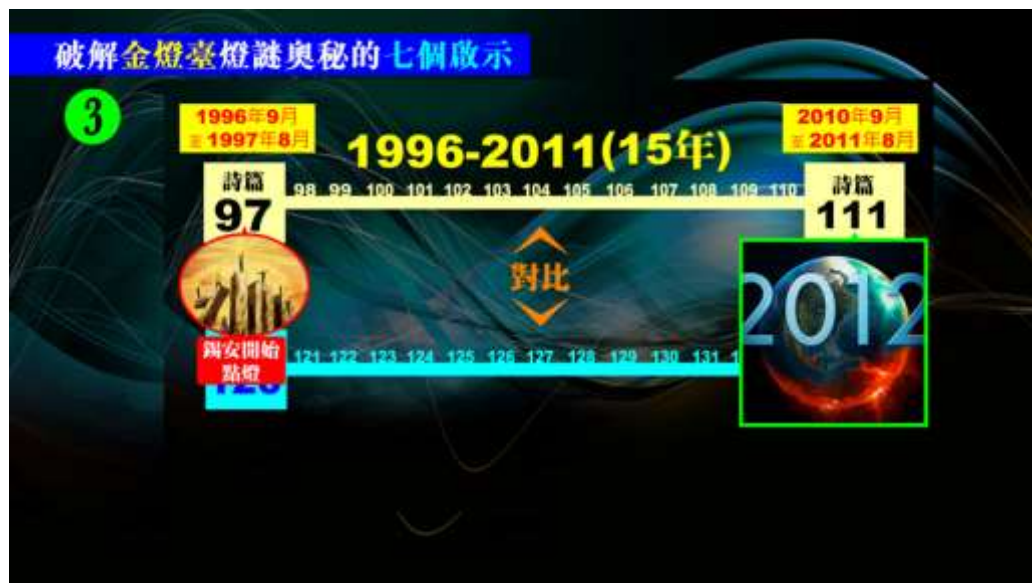 破解金燈臺燈謎奧秘的七個啟示
3
1996年9月
至1997年8月
2010年9月
至2011年8月
1996-2011(15年)
詩篇
97
98 99 100 101 102 103 104 105 106 107 108 109 110
詩篇
111
對比
2012
錫安開始
點燈
121 122 123 124 125 126 127 128 129 130 131